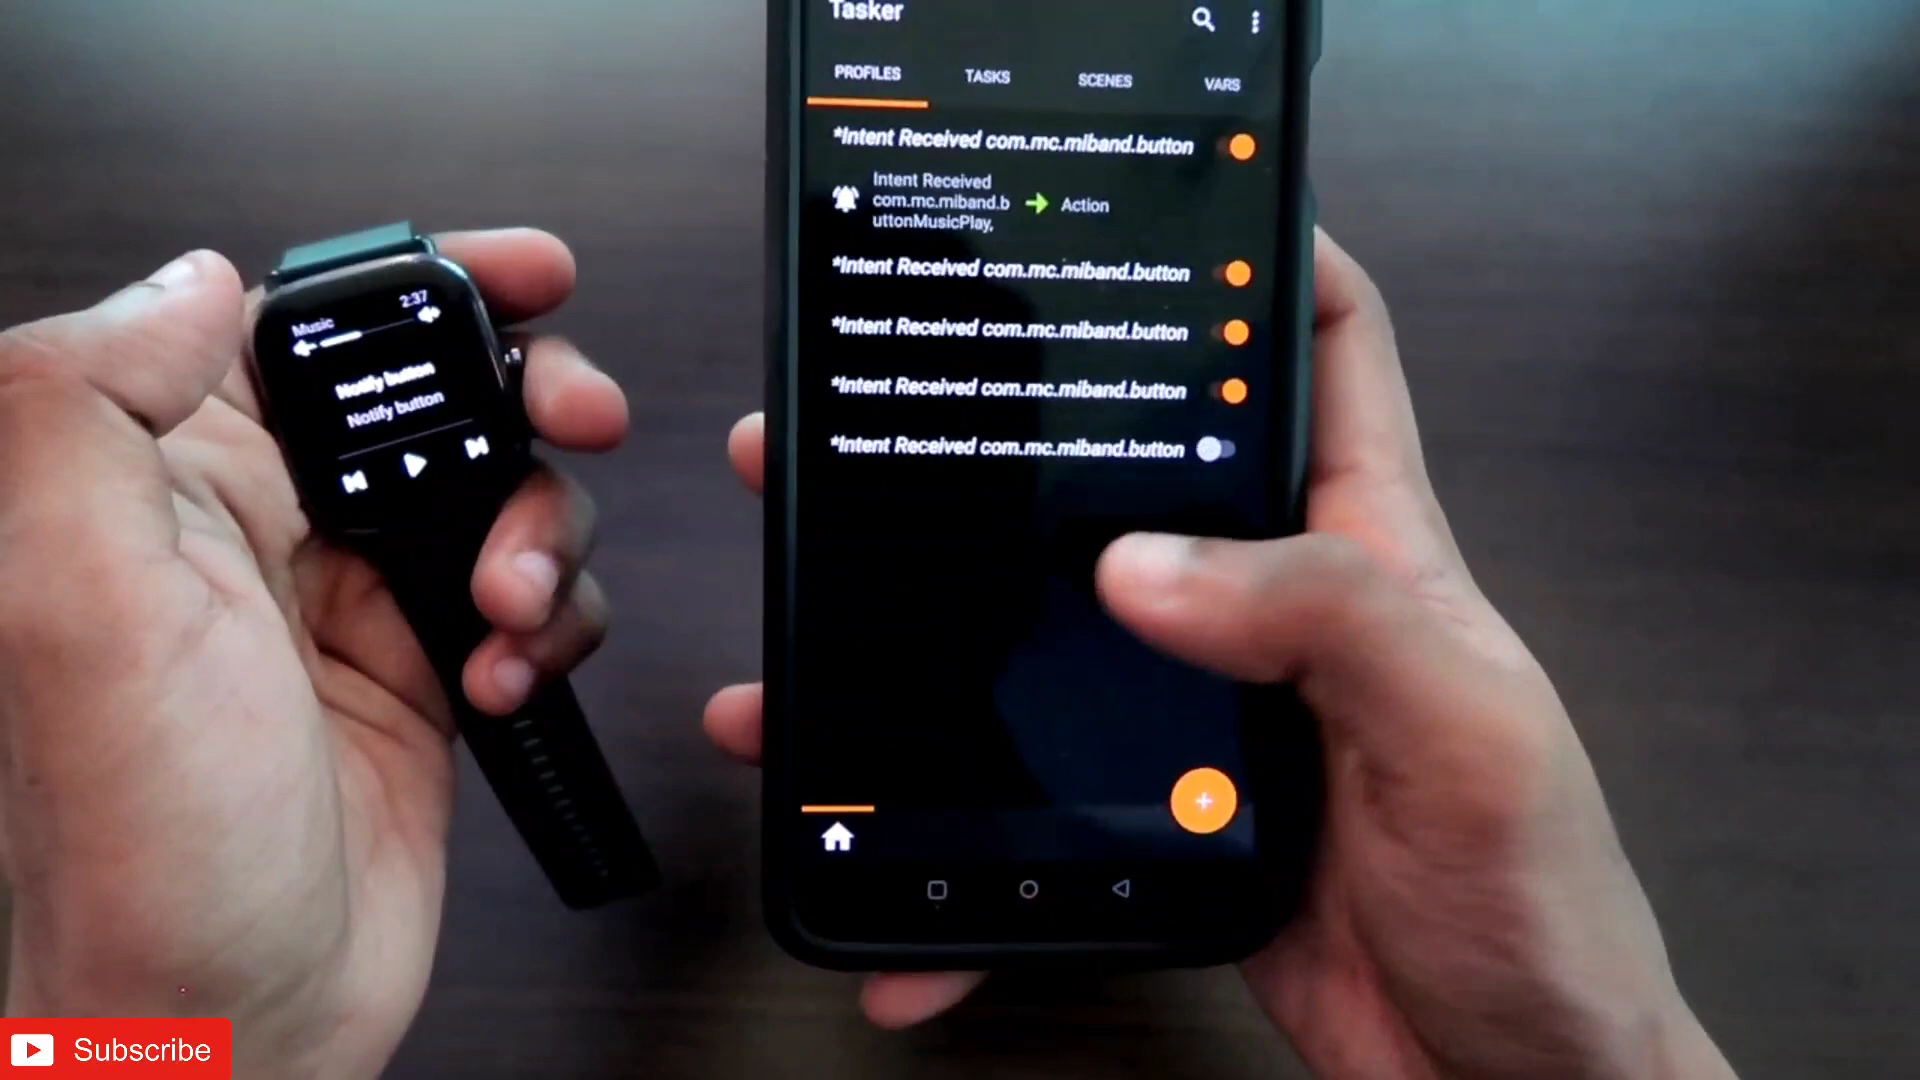 Tasker
PROFILES TASKS SCENES VARS
*Intent Received com.mc.miband.button
Intent Received
com.mc.miband.b
uttonMusicPlay,
Action
*Intent Received com.mc.miband.button
*Intent Received com.mc.miband.button
*Intent Received com.mc.miband.button
*Intent Received com.mc.miband.button
2:37
Music
Notify button
Notify button
Subscribe